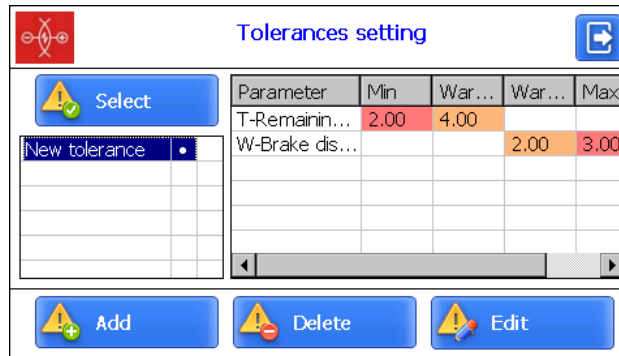 Tolerances setting
Select
New tolerance •
Parameter Min War... War... Max
T-Remainin... 2.00 4.00
W-Brake dis... 2.00 3.00
Add Delete Edit